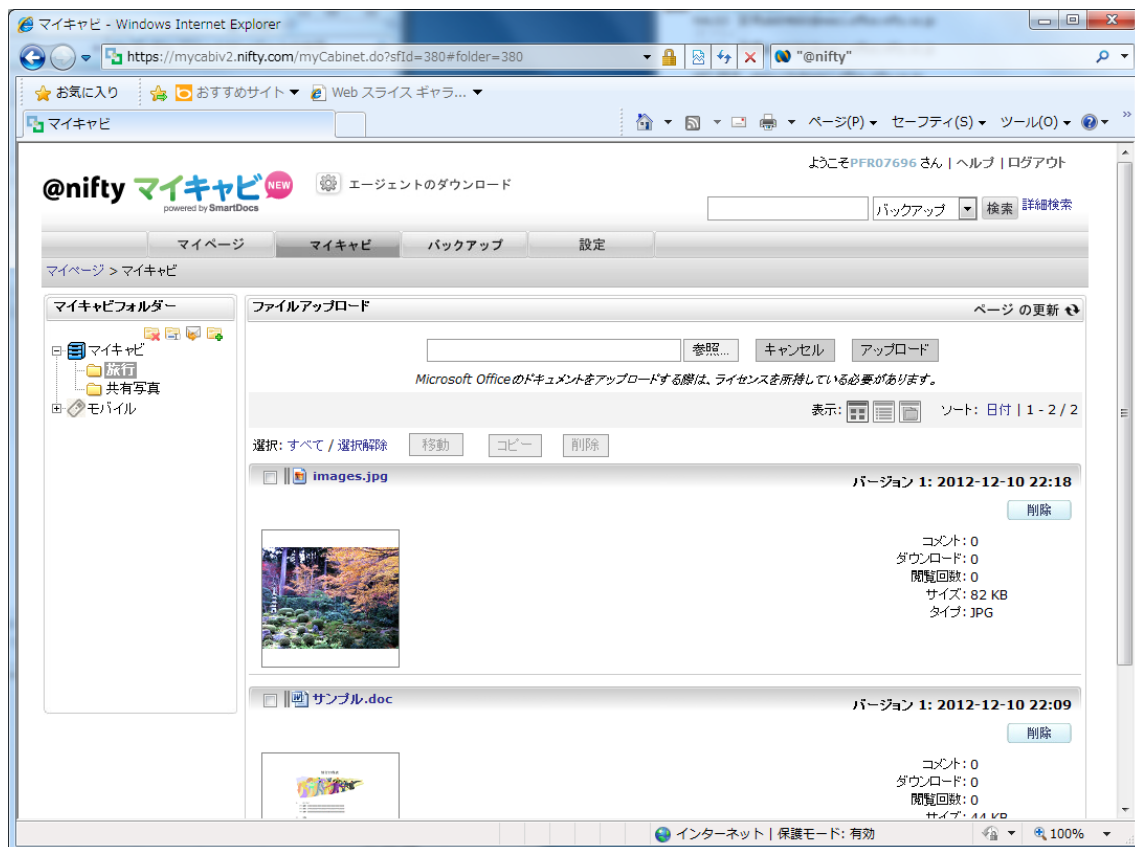 マイキャビ - Windows Internet Explorer
https://mycabiv2.nifty.com/myCabinet.do?sfId=380#folder=380
"@nifty"
お気に入り
おすすめサイト ▼
Web スライス ギャラ... ▼
マイキャビ
ページ(P) セーフティ(S) ツール(O)
ようこそPFR07696 さん | ヘルプ | ログアウト
@nifty マイキャビ NEW
powered by SmartDocs
エージェントのダウンロード
バックアップ 検索 詳細検索
マイページ マイキャビ バックアップ 設定
マイページ > マイキャビ
マイキャビフォルダー
マイキャビ
旅行
共有写真
モバイル
ファイルアップロード
ページ の更新
参照... キャンセル アップロード
Microsoft Officeのドキュメントをアップロードする際は、ライセンスを所持している必要があります。
表示: ソート: 日付 | 1 - 2 / 2
選択: すべて / 選択解除 移動 コピー 削除
images.jpg
バージョン 1: 2012-12-10 22:18
削除
コメント: 0
ダウンロード: 0
閲覧回数: 0
サイズ: 82 KB
タイプ: JPG
サンプル.doc
バージョン 1: 2012-12-10 22:09
削除
コメント: 0
ダウンロード: 0
閲覧回数: 0
サイズ: 44 KB
インターネット | 保護モード: 有効
100%